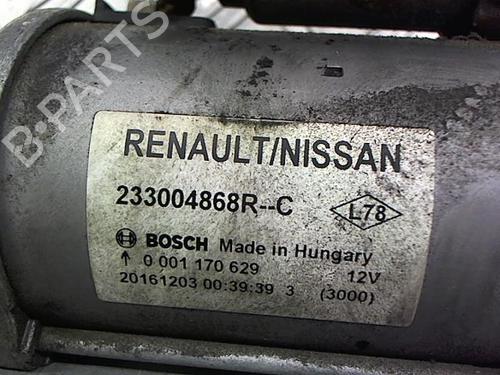 B-PARTS
RENAULT/NISSAN
233004868R--C
L78
BOSCH Made in Hungary
↑ 0 001 170 629 12V
20161203 00:39:39 3 (3000)